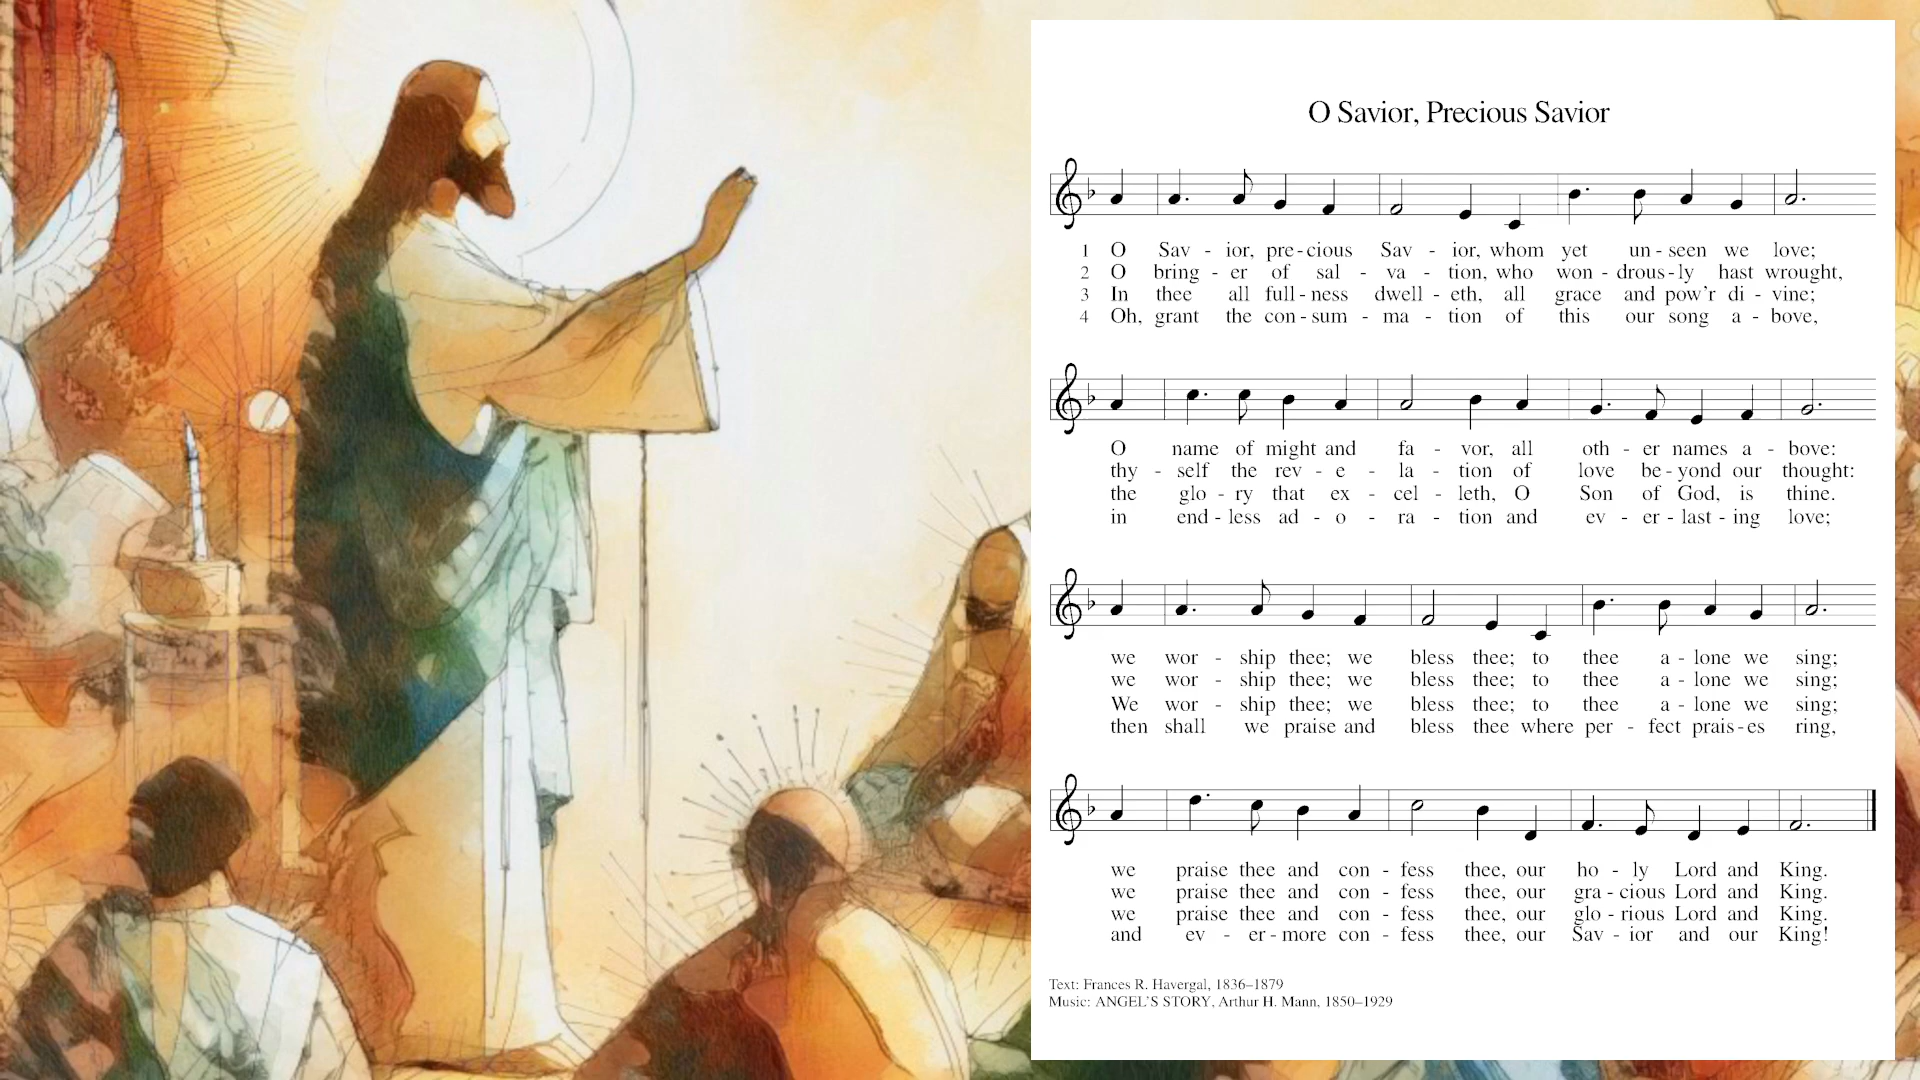 O Savior, Precious Savior
1 O Sav - ior, pre - cious Sav - ior, whom yet un - seen we love;
2 O bring - er of sal - va - tion, who won - drous - ly hast wrought,
3 In thee all full - ness dwell - eth, all grace and pow'r di - vine;
4 Oh, grant the con - sum - ma - tion of this our song a - bove,
O name of might and fa - vor, all oth - er names a - bove:
thy - self the rev - e - la - tion of love be - yond our thought:
the glo - ry that ex - cel - leth, O Son of God, is thine.
in end - less ad - o - ra - tion and ev - er - last - ing love;
we wor - ship thee; we bless thee; to thee a - lone we sing;
we wor - ship thee; we bless thee; to thee a - lone we sing;
We wor - ship thee; we bless thee; to thee a - lone we sing;
then shall we praise and bless thee where per - fect prais - es ring,
we praise thee and con - fess thee, our ho - ly Lord and King.
we praise thee and con - fess thee, our gra - cious Lord and King.
we praise thee and con - fess thee, our glo - rious Lord and King.
and ev - er - more con - fess thee, our Sav - ior and our King!
Text: Frances R. Havergal, 1836–1879
Music: ANGEL'S STORY, Arthur H. Mann, 1850–1929